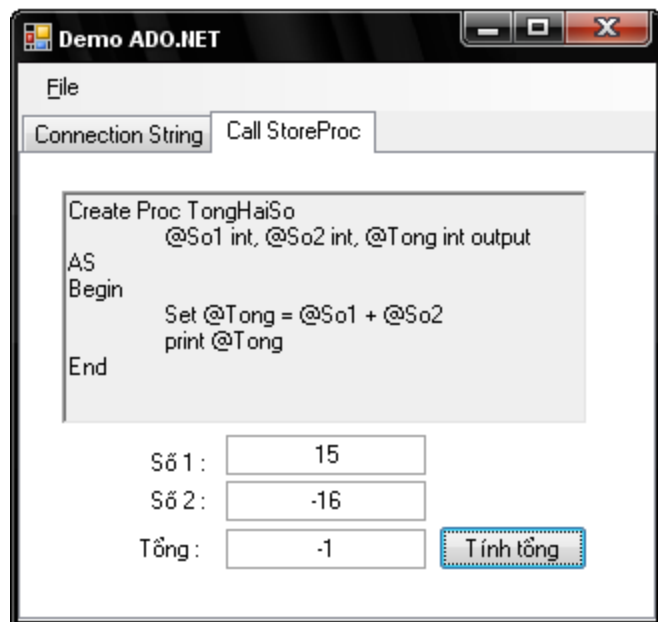 Demo ADO.NET
File
Connection String Call StoreProc
Create Proc TongHaiSo
@So1 int, @So2 int, @Tong int output
AS
Begin
Set @Tong = @So1 + @So2
print @Tong
End
Số 1 : 15
Số 2 : -16
Tổng : -1 Tính tổng